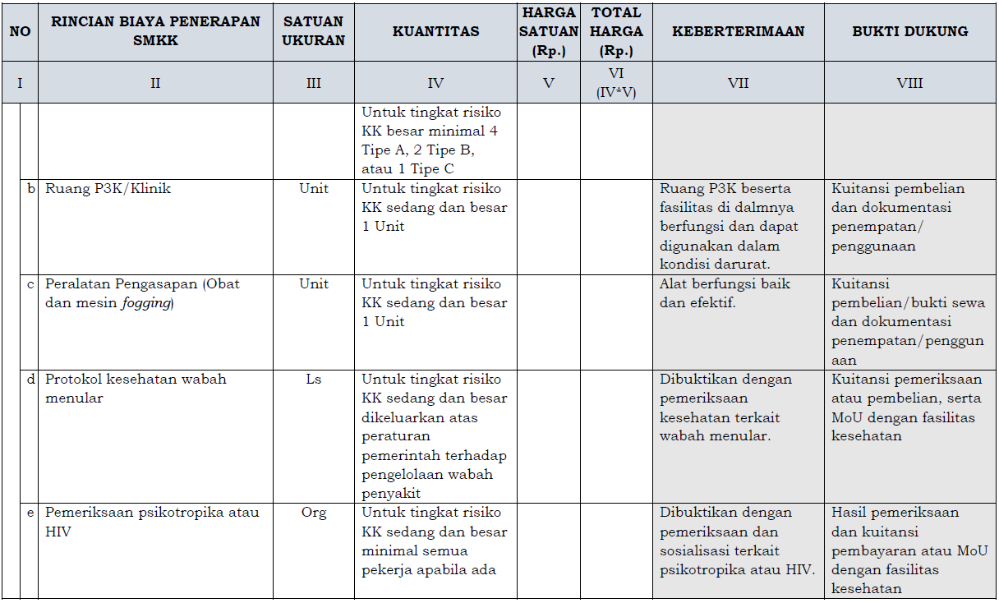 NO
RINCIAN BIAYA PENERAPAN
SMKK
SATUAN
UKURAN
KUANTITAS
HARGA
SATUAN
(Rp.)
TOTAL
HARGA
(Rp.)
KEBERTERIMAAN
BUKTI DUKUNG
I
II
III
IV
V
VI
(IV*V)
VII
VIII
Untuk tingkat risiko
KK besar minimal 4
Tipe A, 2 Tipe B,
atau 1 Tipe C
b
Ruang P3K/Klinik
Unit
Untuk tingkat risiko
KK sedang dan besar
1 Unit
Ruang P3K beserta
fasilitas di dalmnya
berfungsi dan dapat
digunakan dalam
kondisi darurat.
Kuitansi pembelian
dan dokumentasi
penempatan/
penggunaan
c
Peralatan Pengasapan (Obat
dan mesin fogging)
Unit
Untuk tingkat risiko
KK sedang dan besar
1 Unit
Alat berfungsi baik
dan efektif.
Kuitansi
pembelian/bukti sewa
dan dokumentasi
penempatan/penggun
aan
d
Protokol kesehatan wabah
menular
Ls
Untuk tingkat risiko
KK sedang dan besar
dikeluarkan atas
peraturan
pemerintah terhadap
pengelolaan wabah
penyakit
Dibuktikan dengan
pemeriksaan
kesehatan terkait
wabah menular.
Kuitansi pemeriksaan
atau pembelian, serta
MoU dengan fasilitas
kesehatan
e
Pemeriksaan psikotropika atau
HIV
Org
Untuk tingkat risiko
KK sedang dan besar
minimal semua
pekerja apabila ada
Dibuktikan dengan
pemeriksaan dan
sosialisasi terkait
psikotropika atau HIV.
Hasil pemeriksaan
dan kuitansi
pembayaran atau MoU
dengan fasilitas
kesehatan